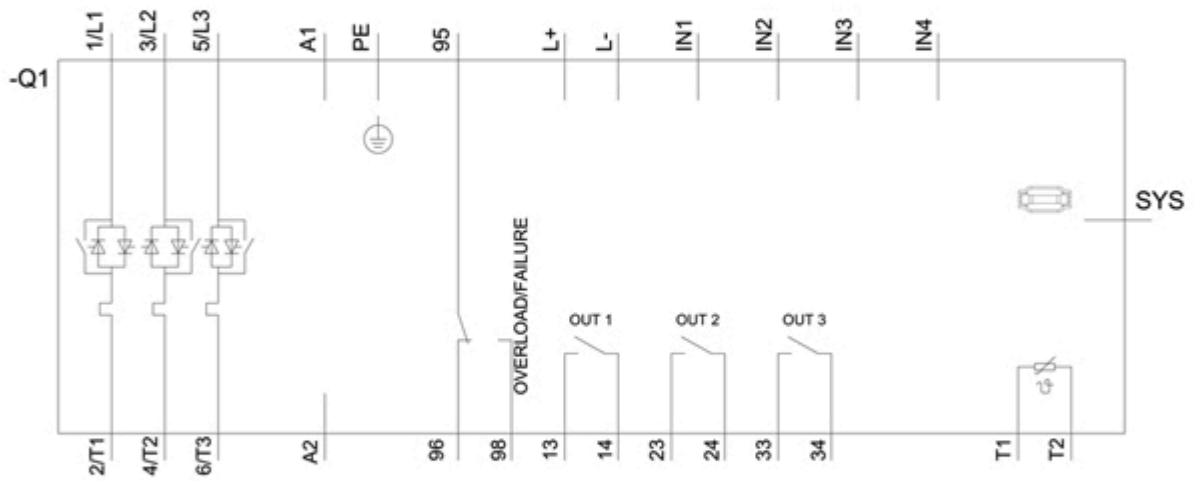 1/L1
3/L2
5/L3
A1
PE
95
L+
L-
IN1
IN2
IN3
IN4
-Q1
SYS
OVERLOAD/FAILURE
OUT 1
OUT 2
OUT 3
ϑ
2/T1
4/T2
6/T3
A2
96
98
13
14
23
24
33
34
T1
T2